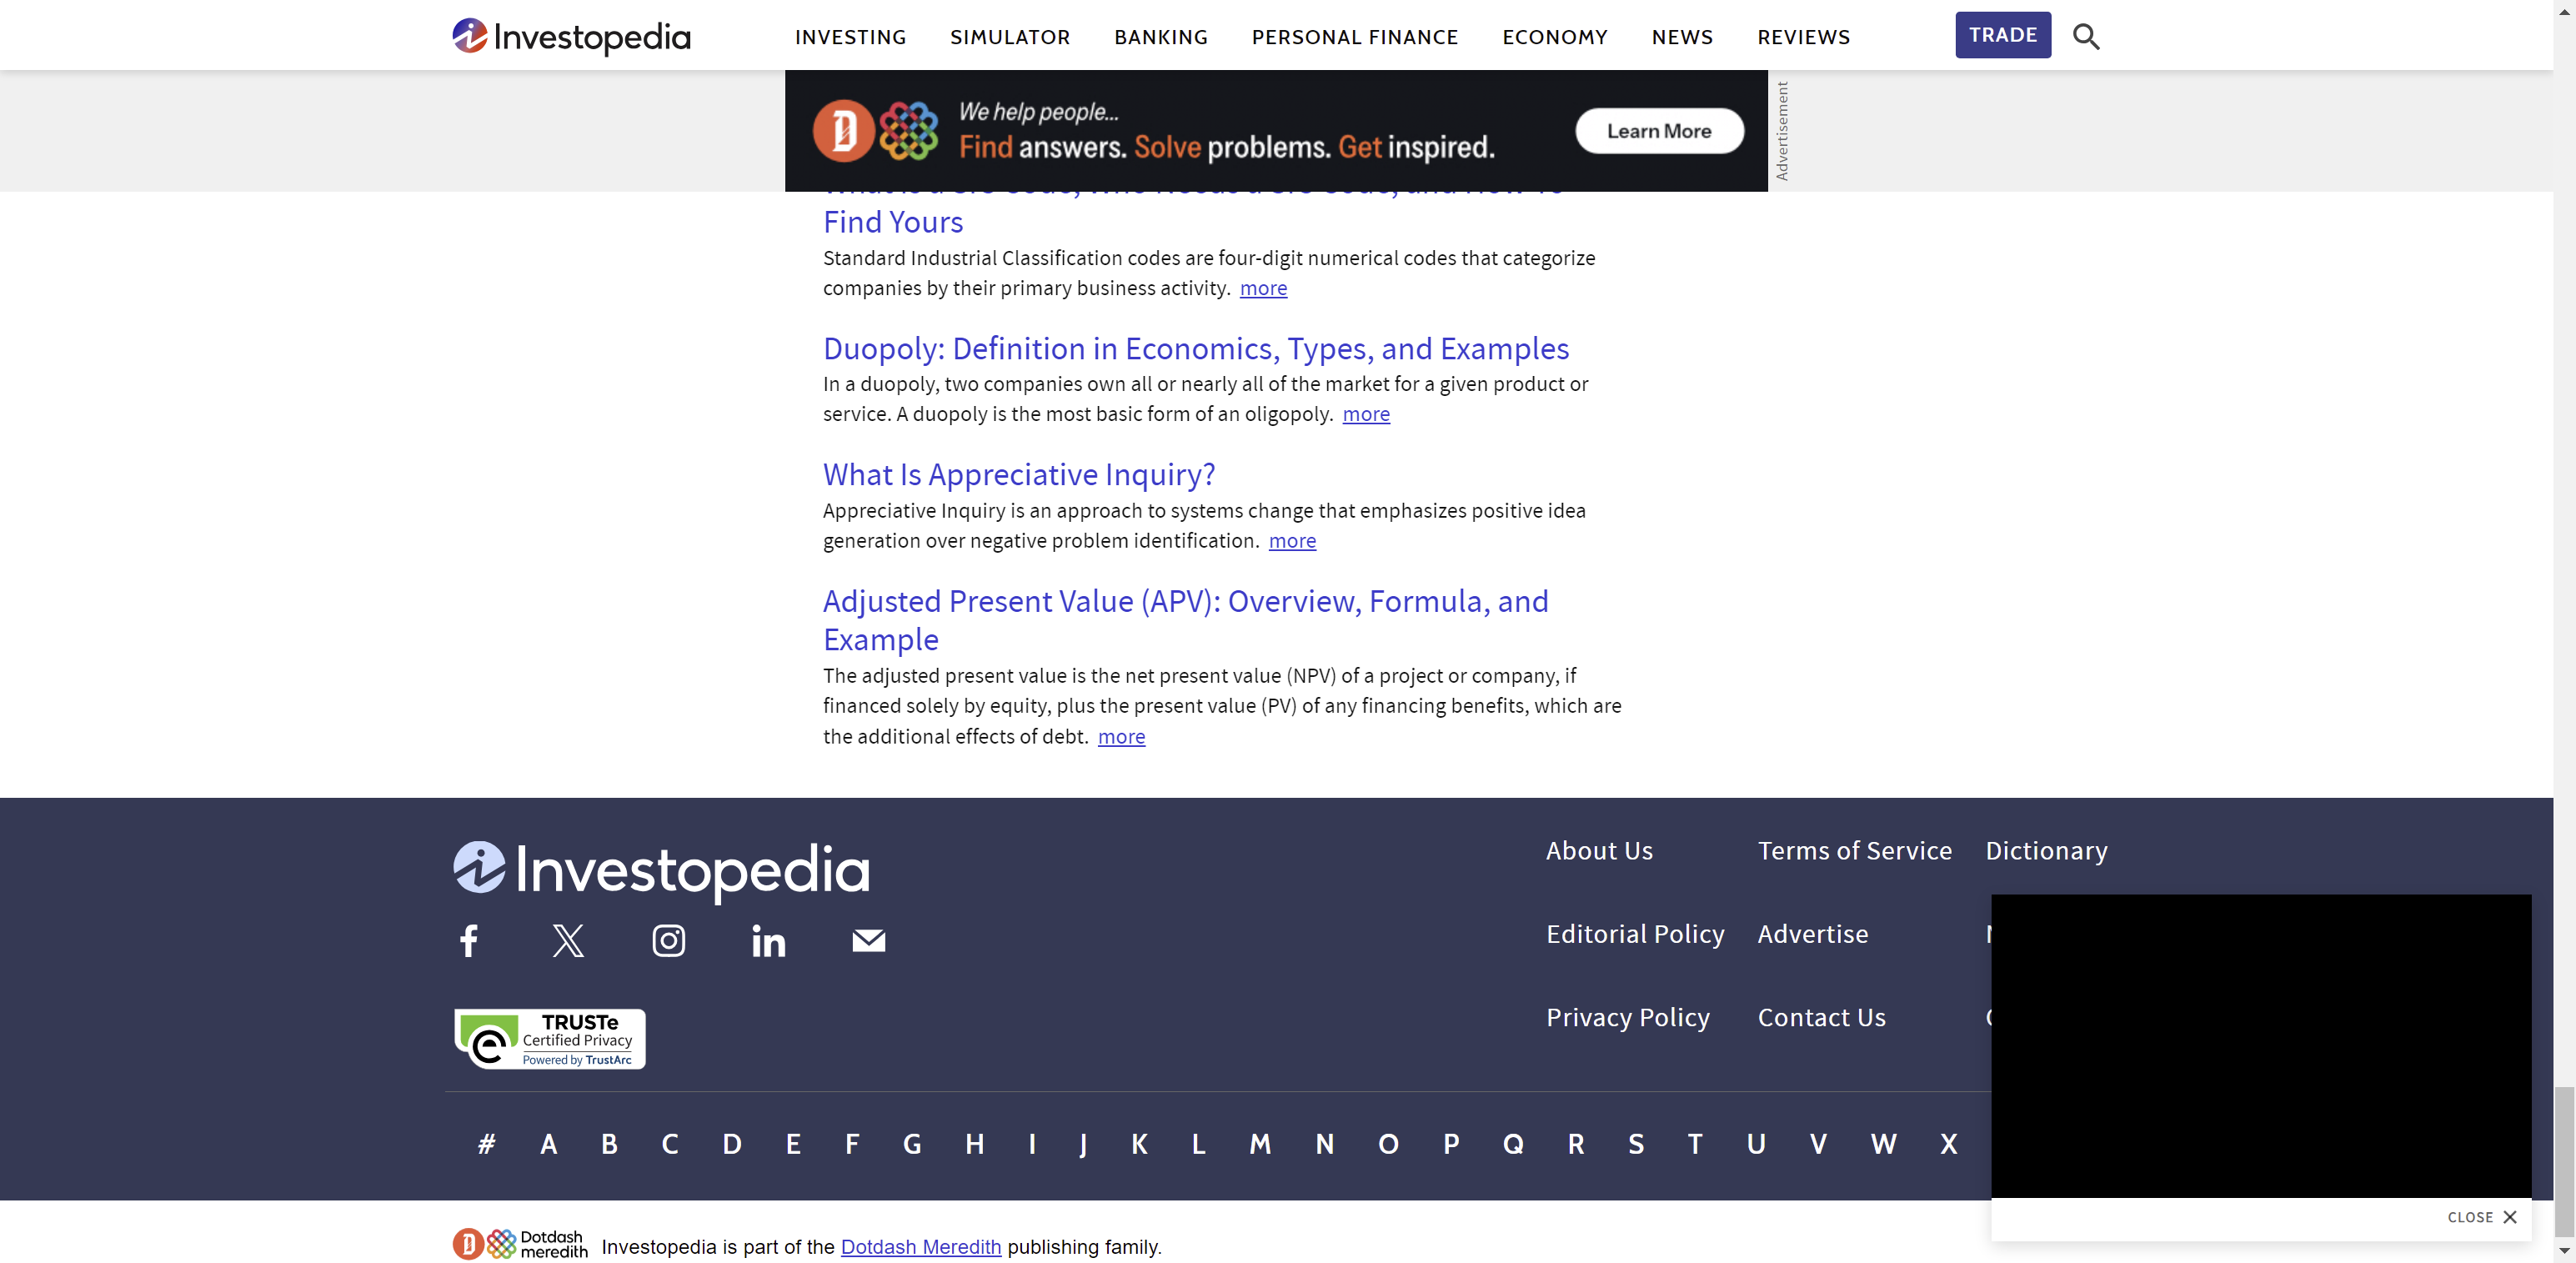 Investopedia
INVESTING SIMULATOR BANKING PERSONAL FINANCE ECONOMY NEWS REVIEWS TRADE
We help people...
Find answers. Solve problems. Get inspired.
Learn More
Advertisement
Find Yours
Standard Industrial Classification codes are four-digit numerical codes that categorize
companies by their primary business activity. more
Duopoly: Definition in Economics, Types, and Examples
In a duopoly, two companies own all or nearly all of the market for a given product or
service. A duopoly is the most basic form of an oligopoly. more
What Is Appreciative Inquiry?
Appreciative Inquiry is an approach to systems change that emphasizes positive idea
generation over negative problem identification. more
Adjusted Present Value (APV): Overview, Formula, and
Example
The adjusted present value is the net present value (NPV) of a project or company, if
financed solely by equity, plus the present value (PV) of any financing benefits, which are
the additional effects of debt. more
Investopedia
About Us Terms of Service Dictionary
Editorial Policy Advertise
Privacy Policy Contact Us
TRUSTe
Certified Privacy
Powered by TrustArc
# A B C D E F G H I J K L M N O P Q R S T U V W X
CLOSE
Dotdash
meredith
Investopedia is part of the Dotdash Meredith publishing family.